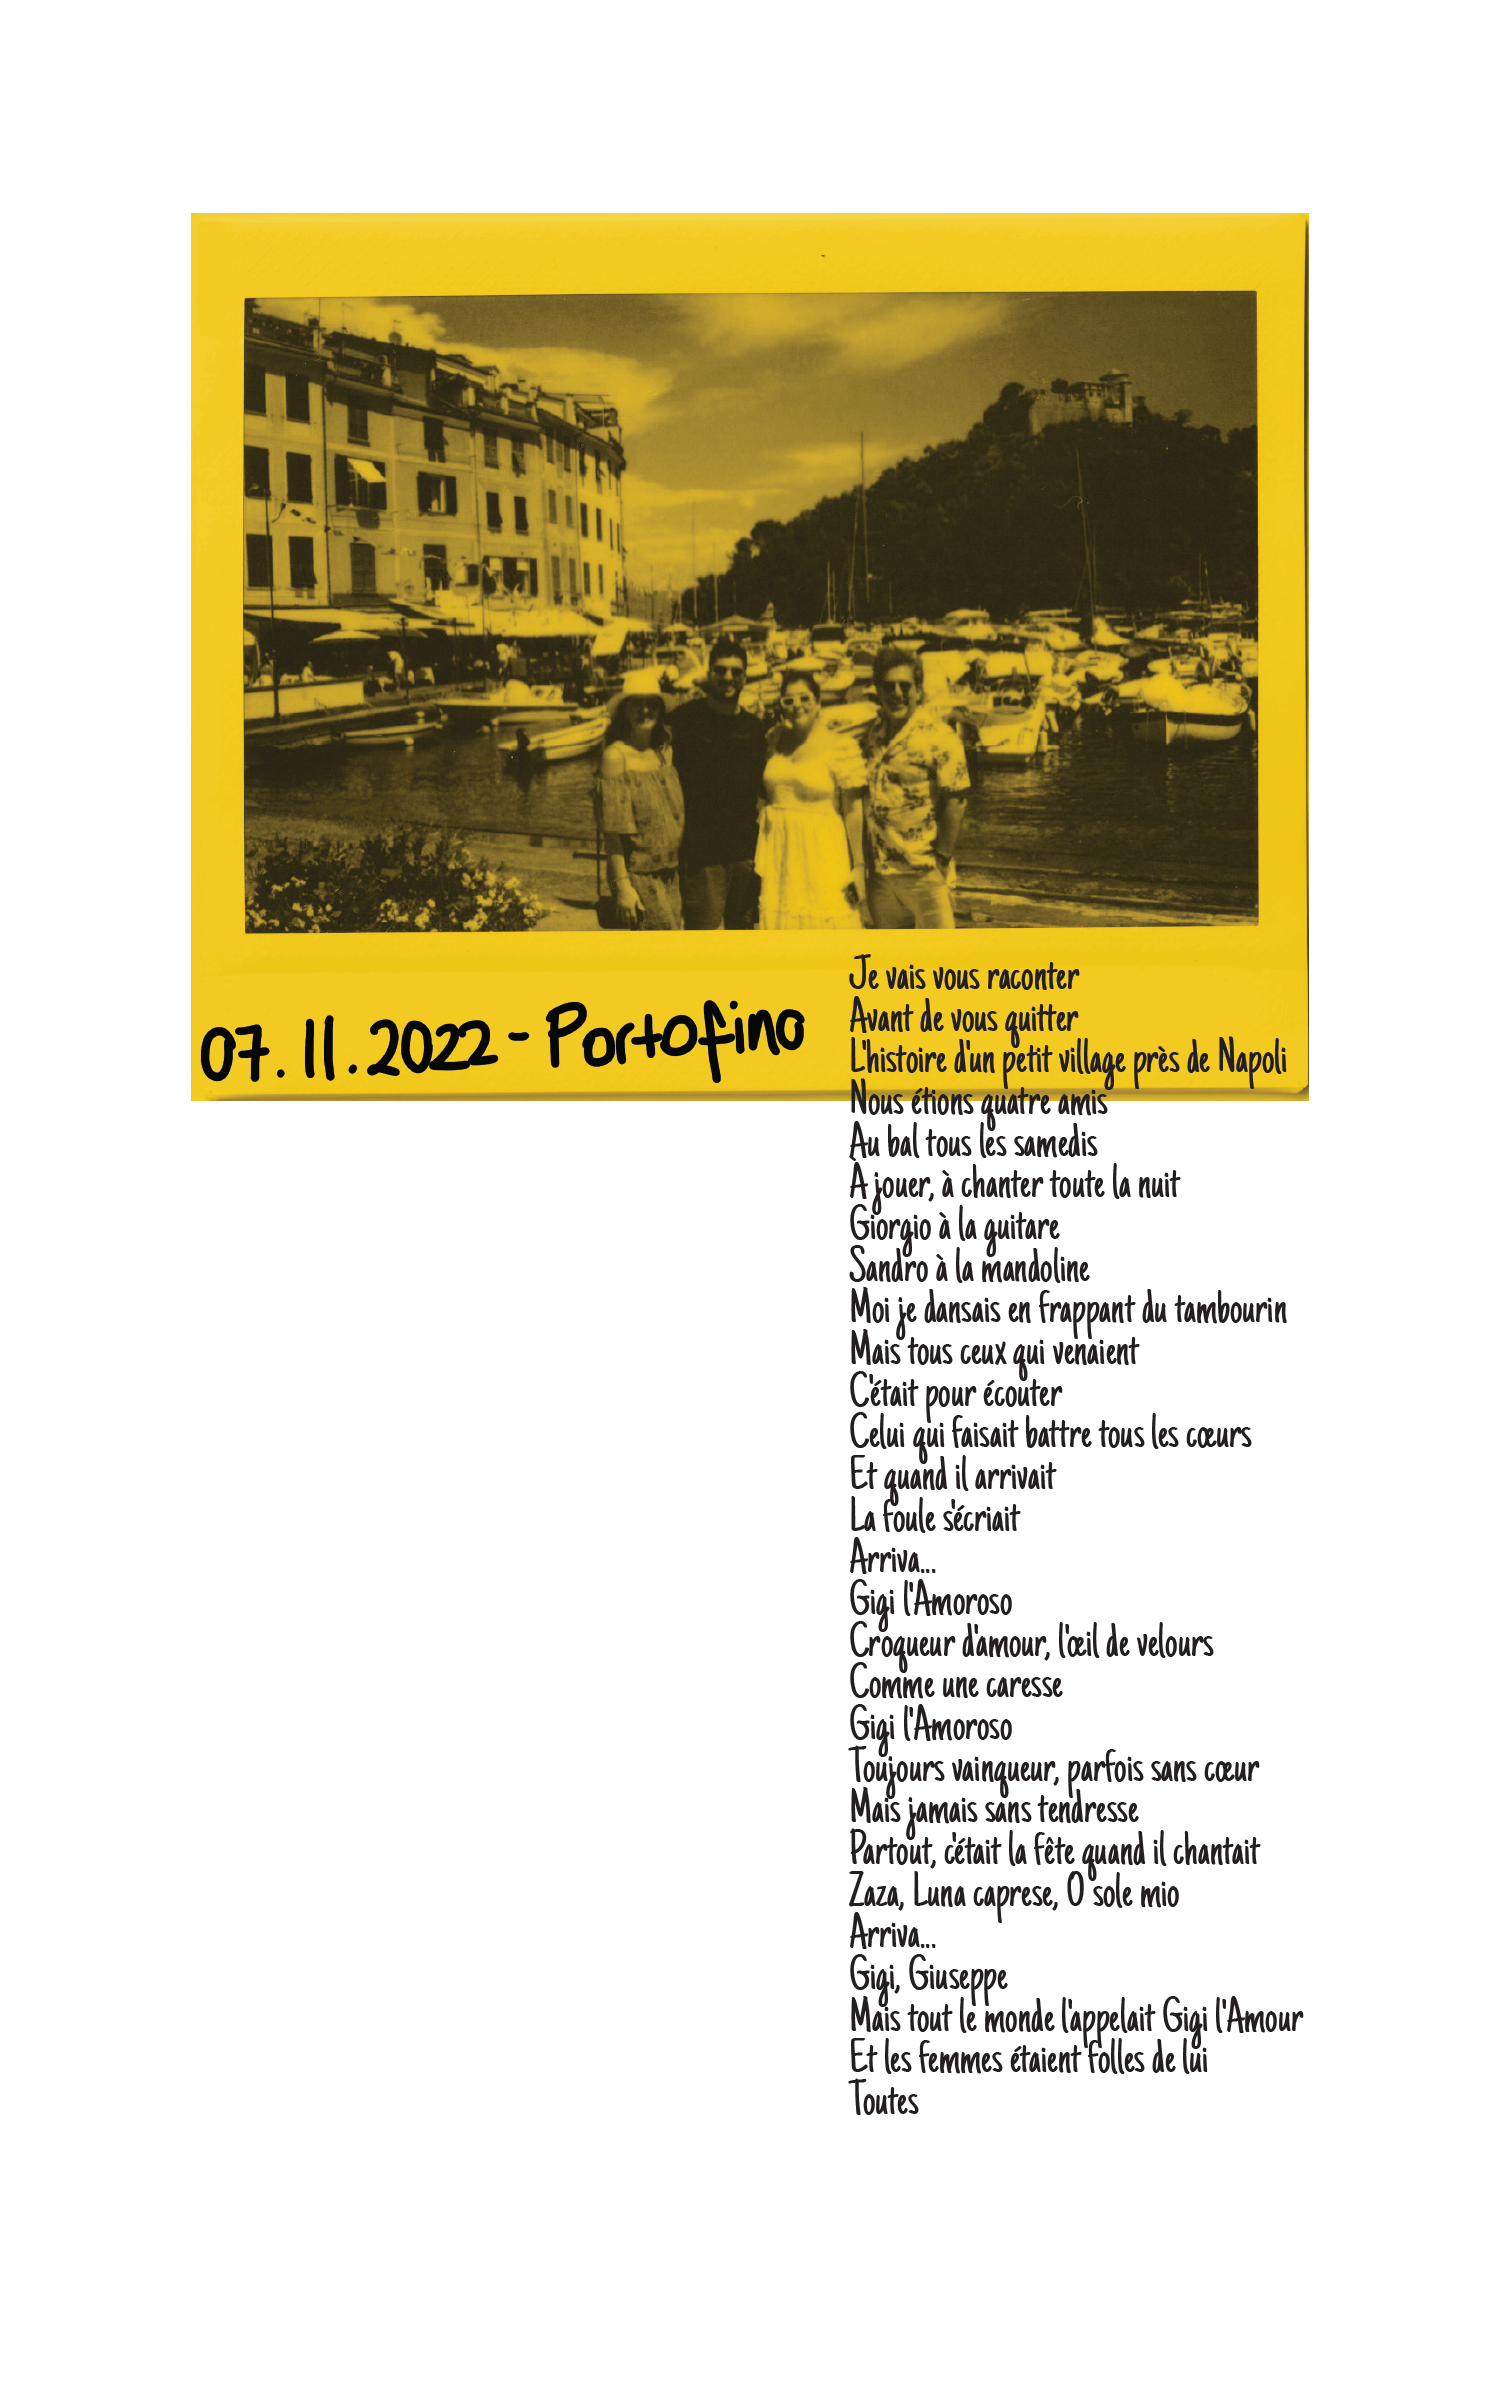 07.11.2022 - Portofino
Je vais vous raconter
Avant de vous quitter
L'histoire d'un petit village près de Napoli
Nous étions quatre amis
Au bal tous les samedis
À jouer, à chanter toute la nuit
Giorgio à la guitare
Sandro à la mandoline
Moi je dansais en frappant du tambourin
Mais tous ceux qui venaient
C'était pour écouter
Celui qui faisait battre tous les cœurs
Et quand il arrivait
La foule s'écriait
Arriva...
Gigi l'Amoroso
Croqueur d'amour, l'œil de velours
Comme une caresse
Gigi l'Amoroso
Toujours vainqueur, parfois sans cœur
Mais jamais sans tendresse
Partout, c'était la fête quand il chantait
Zaza, Luna caprese, O sole mio
Arriva...
Gigi, Giuseppe
Mais tout le monde l'appelait Gigi l'Amour
Et les femmes étaient folles de lui
Toutes